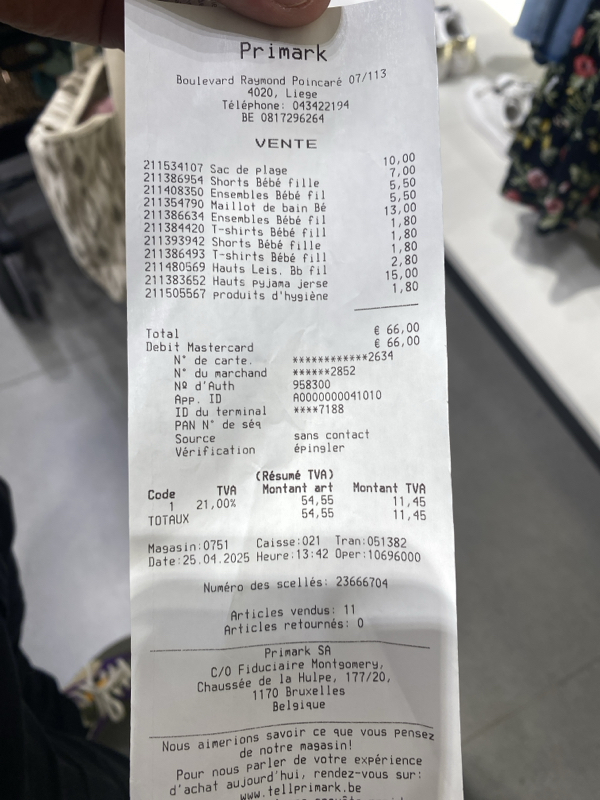 Primark
Boulevard Raymond Poincaré 07/113
4020, Liege
Téléphone: 043422194
BE 0817296264
VENTE
211534107 Sac de plage 10,00
211386954 Shorts Bébé fille 7,00
211408350 Ensembles Bébé fil 5,50
211354790 Maillot de bain Bé 5,50
211386634 Ensembles Bébé fil 13,00
211384420 T-shirts Bébé fill 1,80
211393942 Shorts Bébé fille 1,80
211386493 T-shirts Bébé fill 1,80
211480569 Hauts Leis. Bb fil 2,80
211383652 Hauts pyjama jerse 15,00
211505567 produits d'hygiène 1,80
Total € 66,00
Debit Mastercard € 66,00
N° de carte. ************2634
N° du marchand ******2852
Nº d'Auth 958300
App. ID A0000000041010
ID du terminal ****7188
PAN N° de séq
Source sans contact
Vérification épingler
(Résumé TVA)
Code TVA Montant art Montant TVA
1 21,00% 54,55 11,45
TOTAUX 54,55 11,45
Magasin:0751 Caisse:021 Tran:051382
Date:25.04.2025 Heure:13:42 Oper:10696000
Numéro des scellés: 23666704
Articles vendus: 11
Articles retournés: 0
Primark SA
C/O Fiduciaire Montgomery,
Chaussée de la Hulpe, 177/20,
1170 Bruxelles
Belgique
Nous aimerions savoir ce que vous pensez
de notre magasin!
Pour nous parler de votre expérience
d'achat aujourd'hui, rendez-vous sur:
www.tellprimark.be